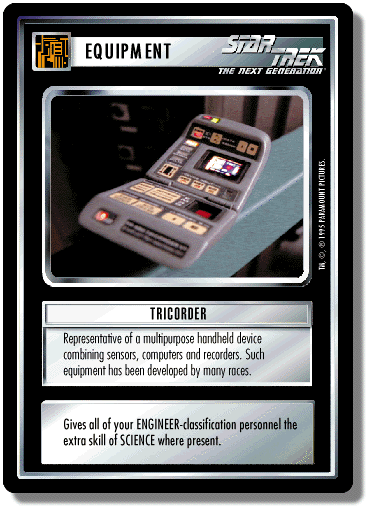 EQUIPMENT
STAR TREK
THE NEXT GENERATION®
TM, ©, ® 1995 PARAMOUNT PICTURES.
TRICORDER
Representative of a multipurpose handheld device
combining sensors, computers and recorders. Such
equipment has been developed by many races.
Gives all of your ENGINEER-classification personnel the
extra skill of SCIENCE where present.